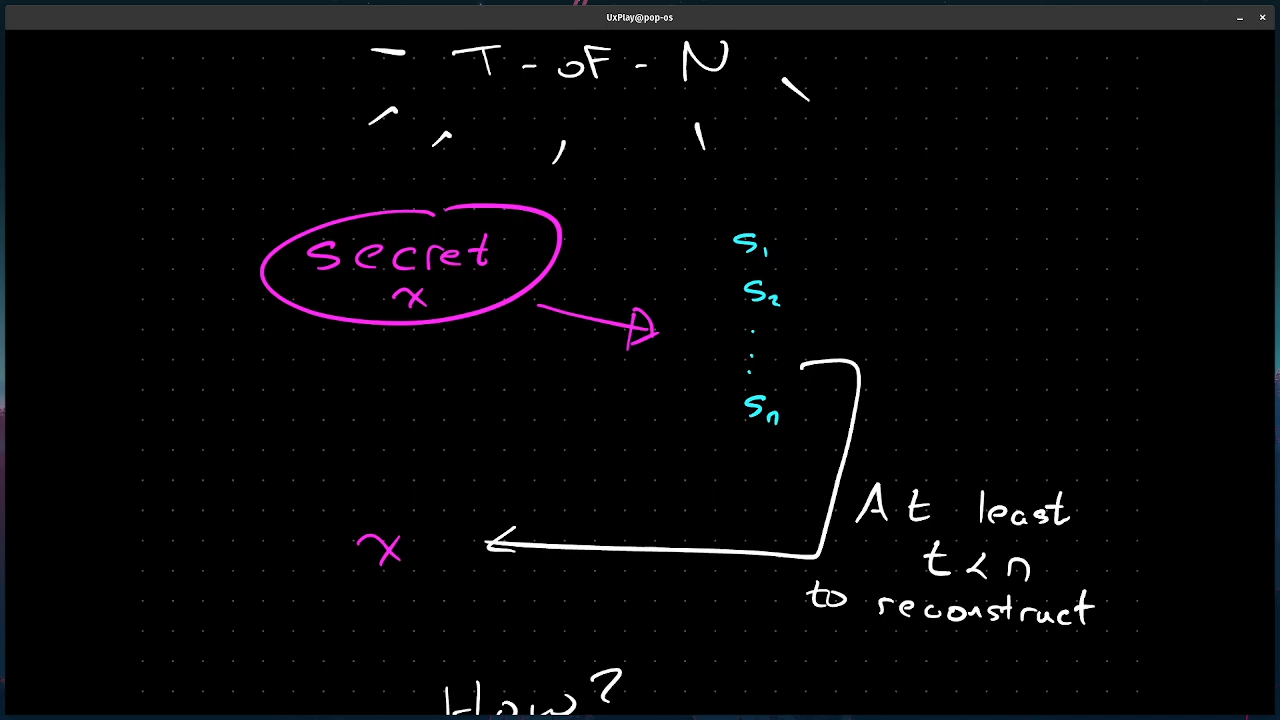 UxPlay@pop-os
T-of-N
secret
x
s₁
s₂
.
.
.
sₙ
x
At least
t < n
to reconstruct
How?